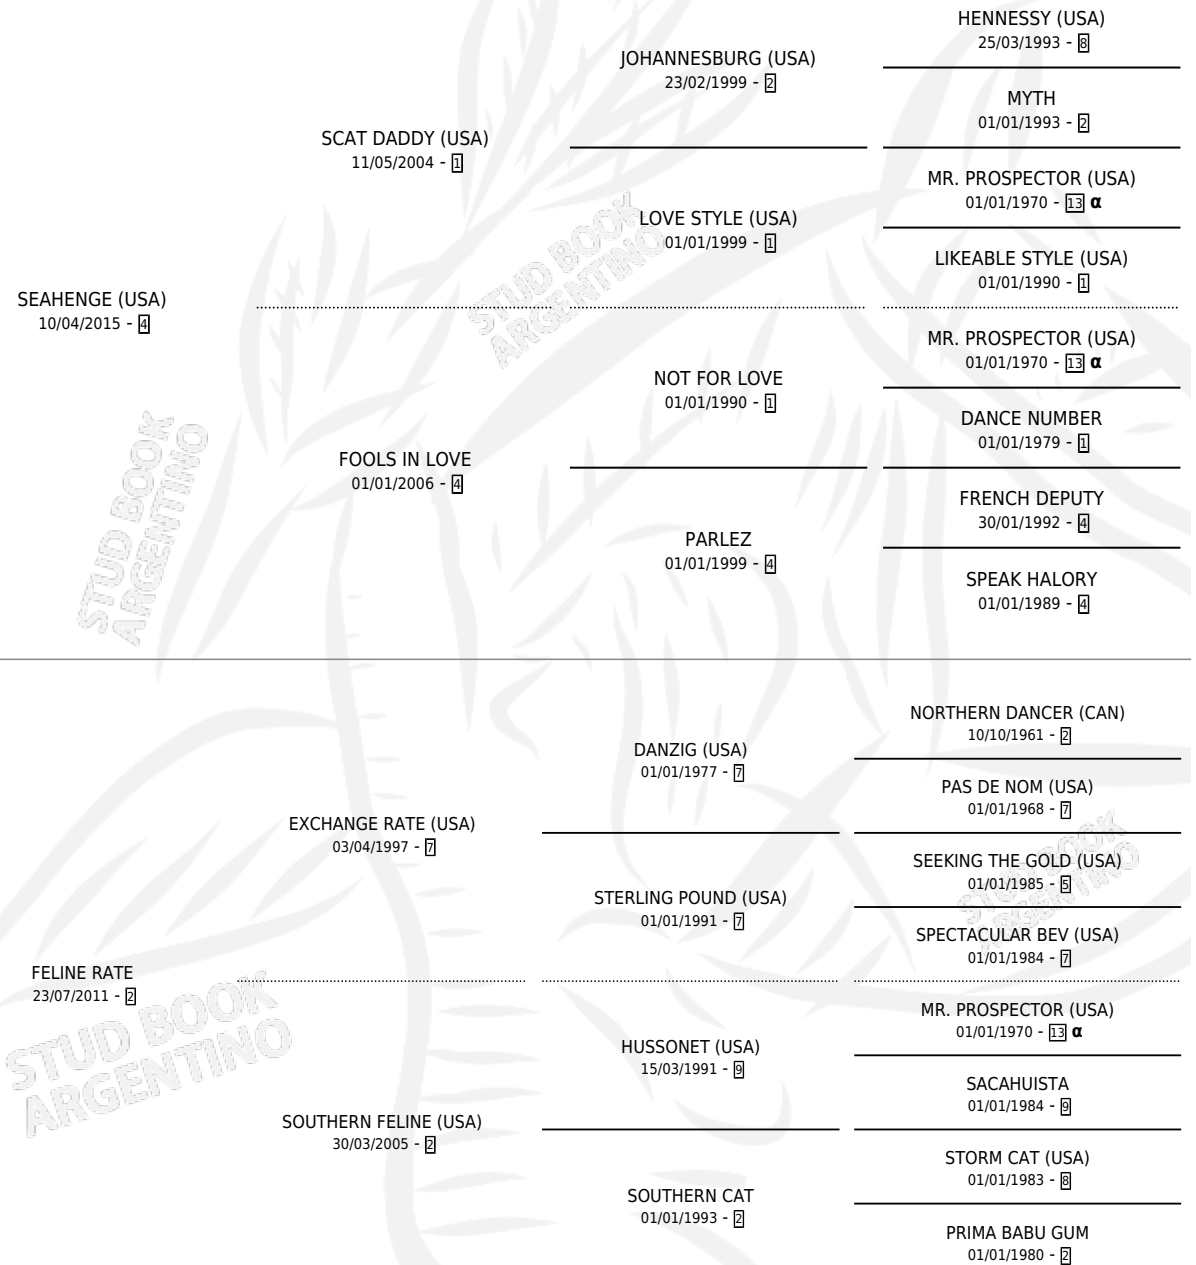 HENNESSY (USA)
25/03/1993 - 8
JOHANNESBURG (USA)
23/02/1999 - 2
MYTH
01/01/1993 - 2
SCAT DADDY (USA)
11/05/2004 - 1
MR. PROSPECTOR (USA)
01/01/1970 - 13 α
LOVE STYLE (USA)
01/01/1999 - 1
LIKEABLE STYLE (USA)
01/01/1990 - 1
STUD BOOK
ARGENTINO
SEAHENGE (USA)
10/04/2015 - 4
MR. PROSPECTOR (USA)
01/01/1970 - 13 α
NOT FOR LOVE
01/01/1990 - 1
DANCE NUMBER
01/01/1979 - 1
FOOLS IN LOVE
01/01/2006 - 4
FRENCH DEPUTY
30/01/1992 - 4
PARLEZ
01/01/1999 - 4
SPEAK HALORY
01/01/1989 - 4
STUD BOOK
ARGENTINO
NORTHERN DANCER (CAN)
10/10/1961 - 2
DANZIG (USA)
01/01/1977 - 7
PAS DE NOM (USA)
01/01/1968 - 7
EXCHANGE RATE (USA)
03/04/1997 - 7
SEEKING THE GOLD (USA)
01/01/1985 - 5
STERLING POUND (USA)
01/01/1991 - 7
SPECTACULAR BEV (USA)
01/01/1984 - 7
STUD BOOK
ARGENTINO
FELINE RATE
23/07/2011 - 2
MR. PROSPECTOR (USA)
01/01/1970 - 13 α
HUSSONET (USA)
15/03/1991 - 9
SACAHUISTA
01/01/1984 - 9
SOUTHERN FELINE (USA)
30/03/2005 - 2
STORM CAT (USA)
01/01/1983 - 8
SOUTHERN CAT
01/01/1993 - 2
PRIMA BABU GUM
01/01/1980 - 2
STUD BOOK
ARGENTINO